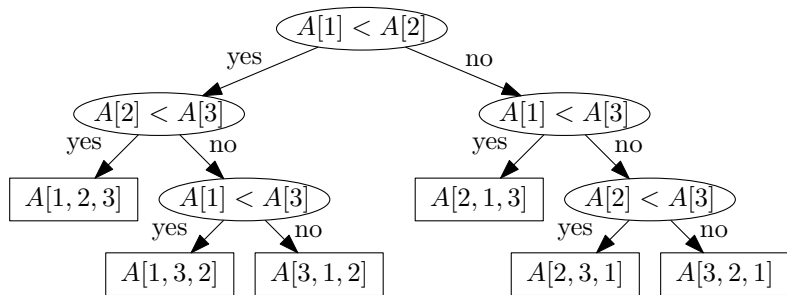 A[1] < A[2]
yes no
A[2] < A[3] A[1] < A[3]
yes no yes no
A[1, 2, 3] A[1] < A[3] A[2, 1, 3] A[2] < A[3]
yes no yes no
A[1, 3, 2] A[3, 1, 2] A[2, 3, 1] A[3, 2, 1]